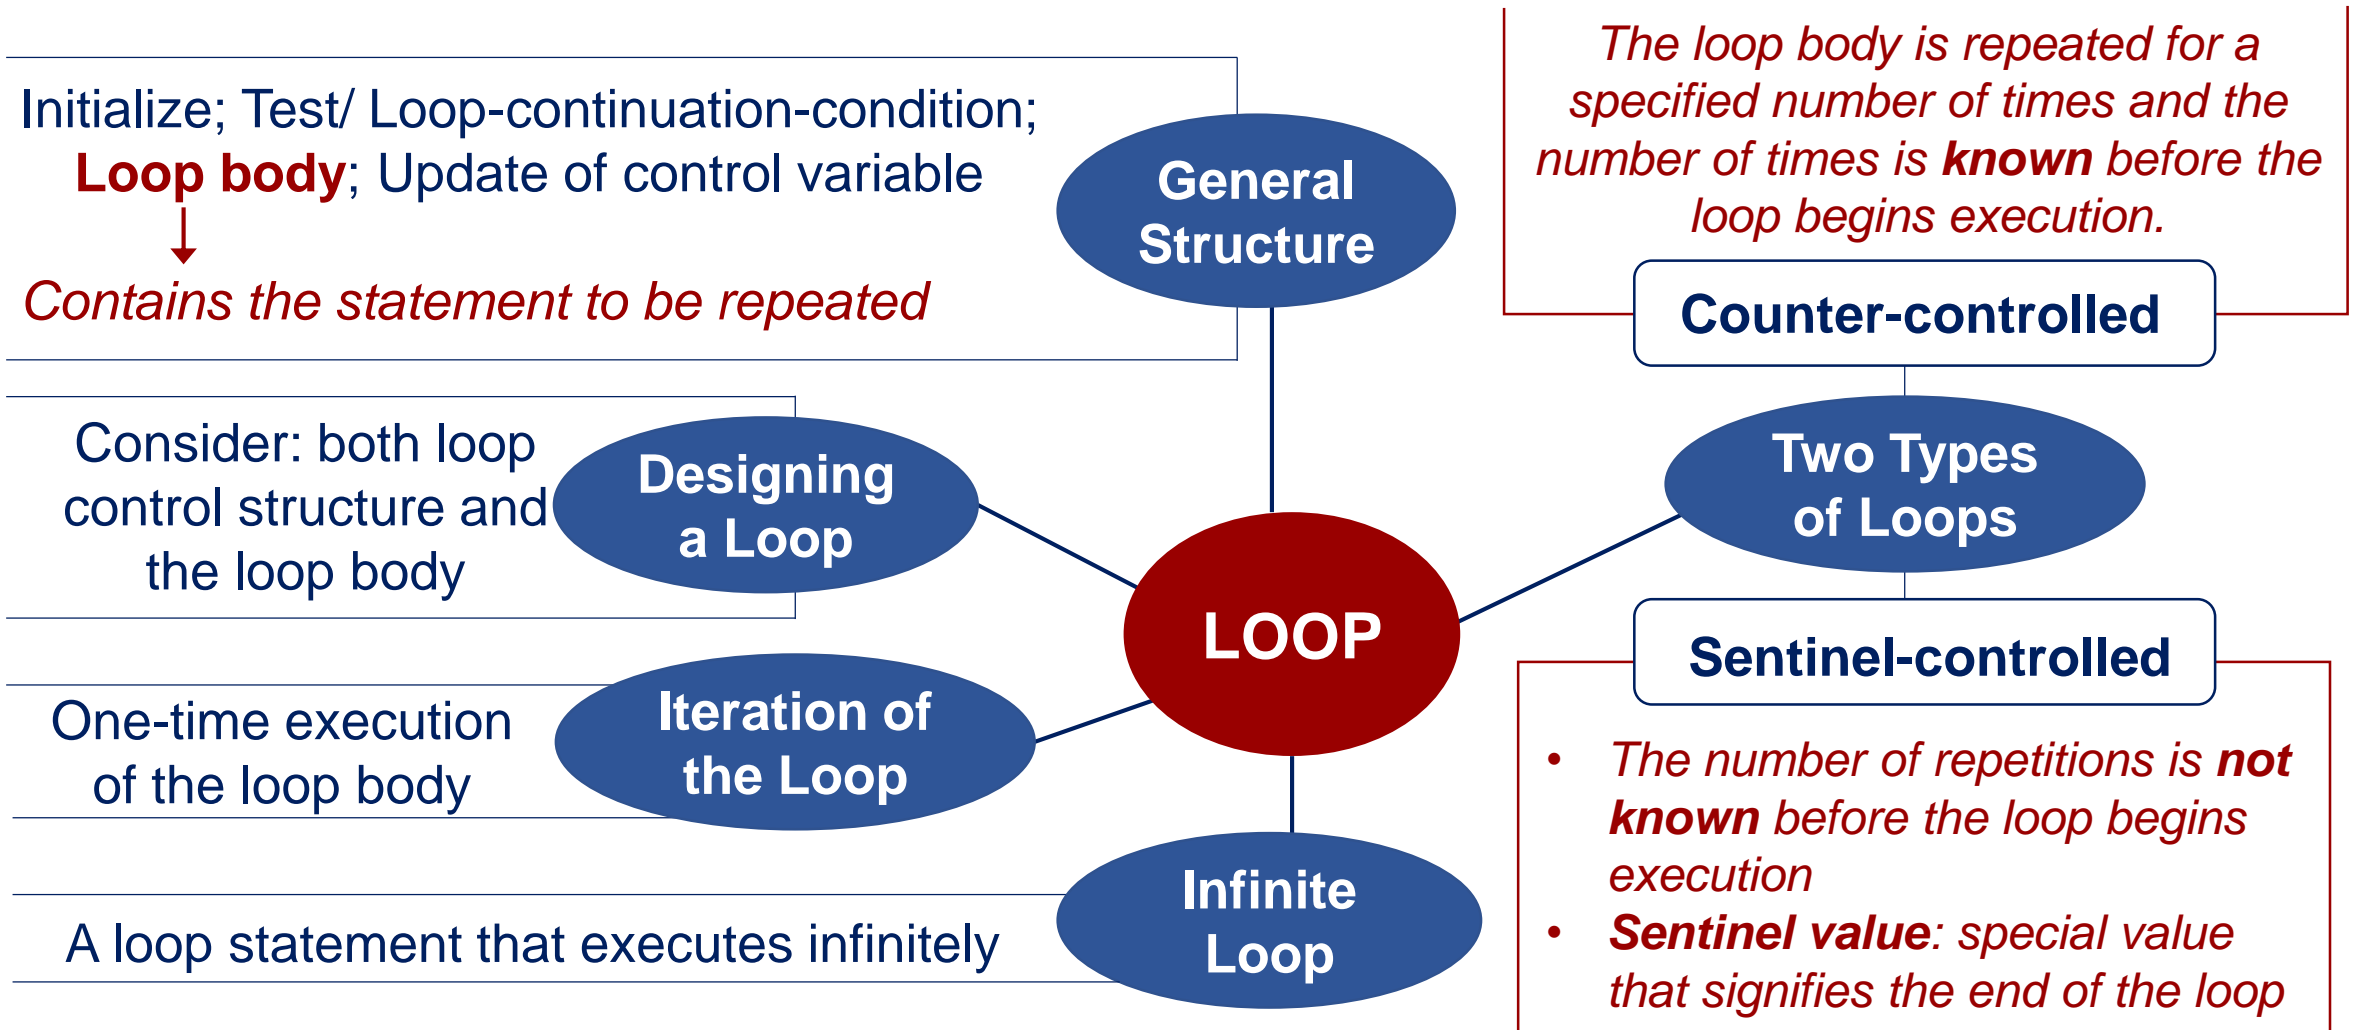 Initialize; Test/ Loop-continuation-condition;
Loop body; Update of control variable
Contains the statement to be repeated
General
Structure
The loop body is repeated for a
specified number of times and the
number of times is known before the
loop begins execution.
Counter-controlled
Consider: both loop
control structure and
the loop body
Designing
a Loop
Two Types
of Loops
LOOP
Sentinel-controlled
One-time execution
of the loop body
Iteration of
the Loop
• The number of repetitions is not
known before the loop begins
execution
• Sentinel value: special value
that signifies the end of the loop
A loop statement that executes infinitely
Infinite
Loop